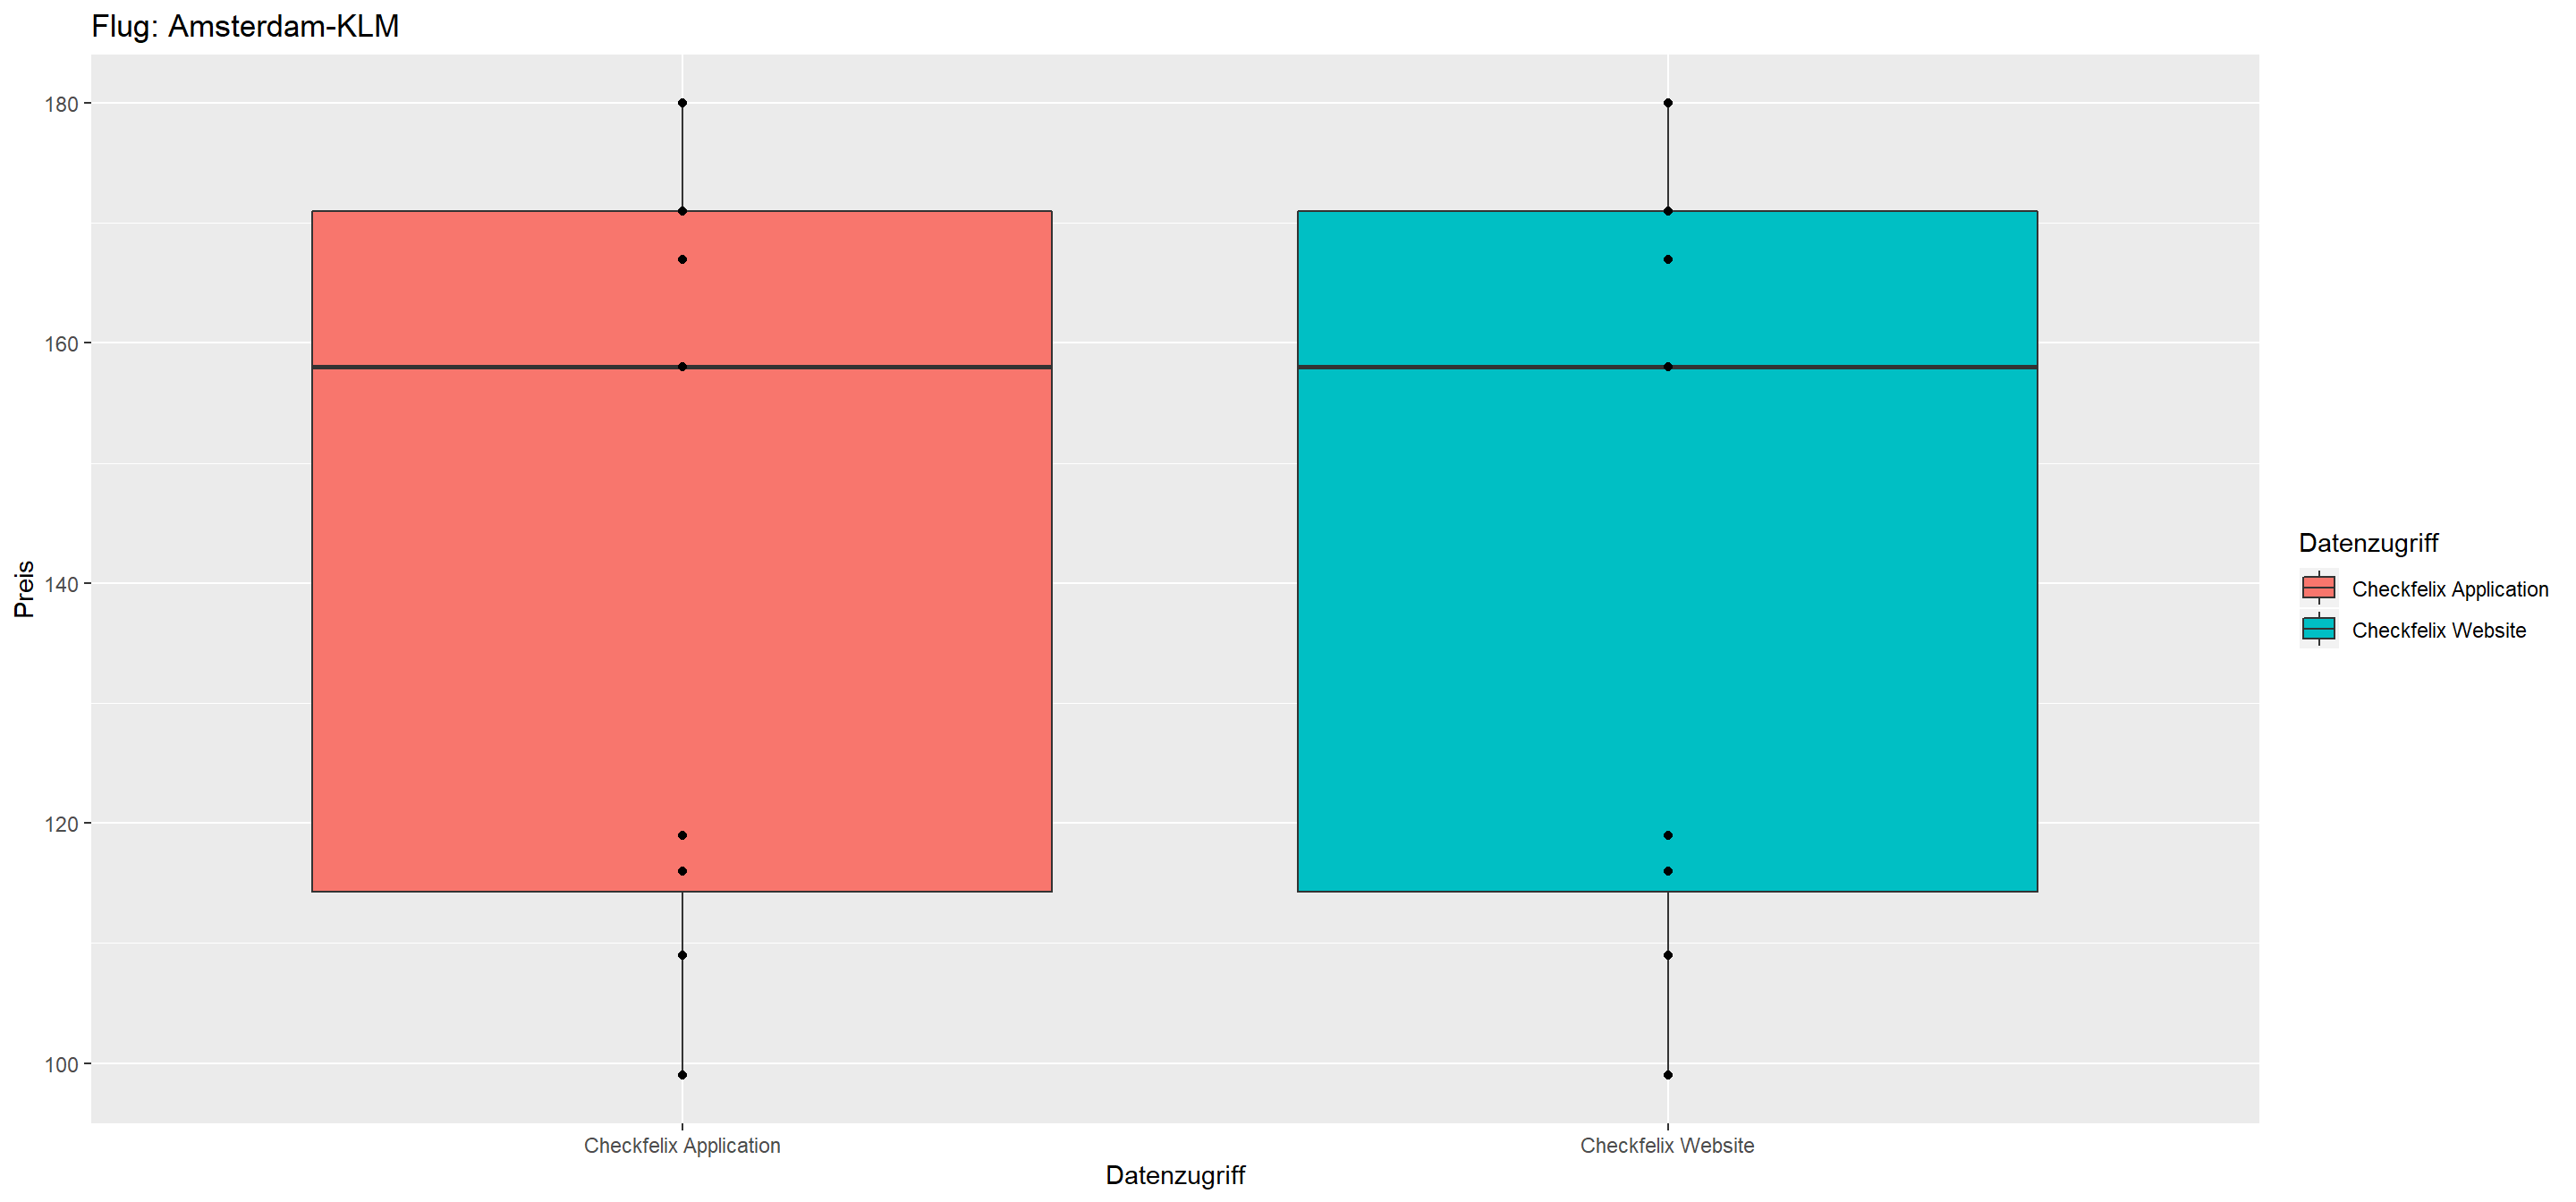 Flug: Amsterdam-KLM
180
160
140
120
100
Preis
Checkfelix Application
Checkfelix Website
Datenzugriff
Datenzugriff
Checkfelix Application
Checkfelix Website